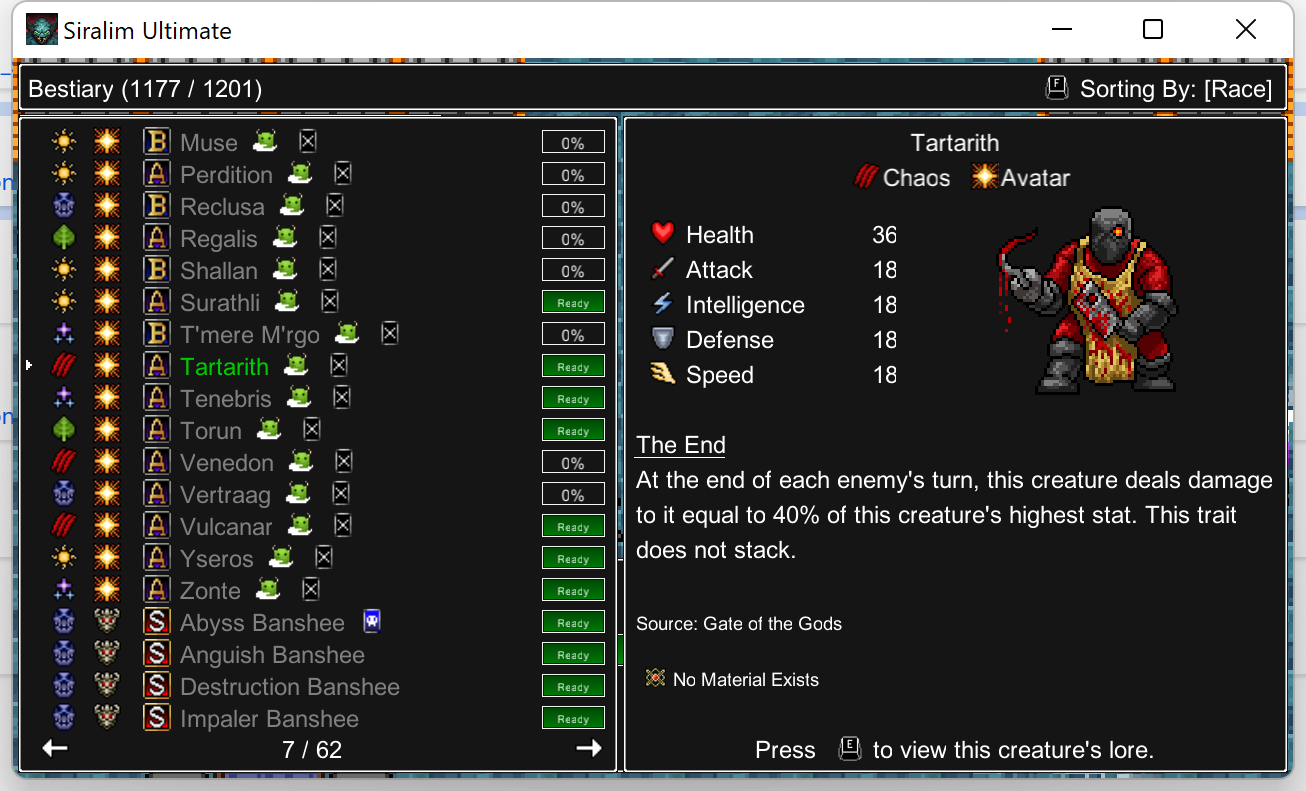 Siralim Ultimate
Bestiary (1177 / 1201)
F Sorting By: [Race]
B Muse 0%
A Perdition 0%
B Reclusa 0%
A Regalis 0%
B Shallan 0%
A Surathli Ready
B T'mere M'rgo 0%
A Tartarith Ready
A Tenebris Ready
A Torun Ready
A Venedon 0%
A Vertraag 0%
A Vulcanar Ready
A Yseros Ready
A Zonte Ready
S Abyss Banshee Ready
S Anguish Banshee Ready
S Destruction Banshee Ready
S Impaler Banshee Ready
7 / 62
Tartarith
Chaos Avatar
Health 36
Attack 18
Intelligence 18
Defense 18
Speed 18
The End
At the end of each enemy's turn, this creature deals damage
to it equal to 40% of this creature's highest stat. This trait
does not stack.
Source: Gate of the Gods
No Material Exists
Press E to view this creature's lore.